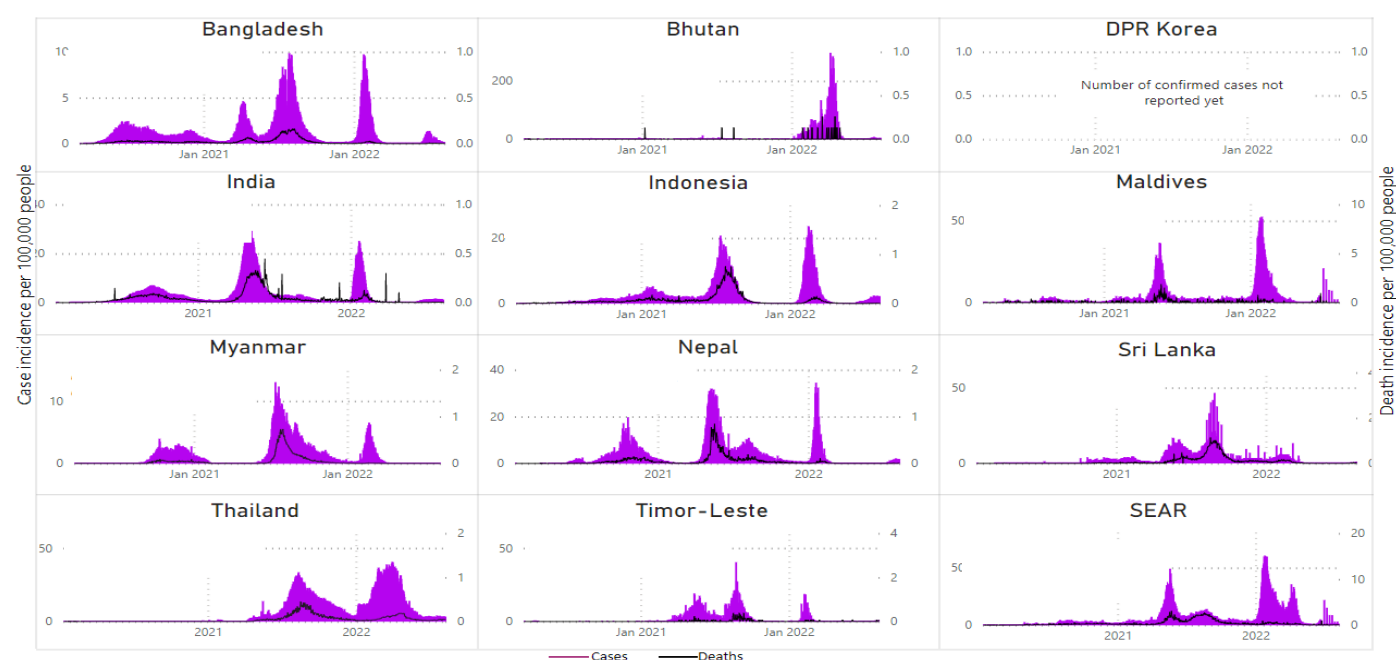 Bangladesh
Bhutan
DPR Korea
10 1.0
200 1.0
1.0 1.0
5 0.5
0.5
0.5 Number of confirmed cases not 0.5
reported yet
0 0.0
0 0.0
0.0 0.0
Jan 2021 Jan 2022
Jan 2021 Jan 2022
Jan 2021 Jan 2022
Case incidence per 100,000 people
Death incidence per 100,000 people
India
Indonesia
Maldives
1.0
2
10
0.5
20 1
50 5
0 0.0
0 0
0 0
2021 2022
Jan 2021 Jan 2022
Jan 2021 Jan 2022
Myanmar
Nepal
Sri Lanka
2
40 2
10 1
20 1
50
0 0
0 0
0
Jan 2021 Jan 2022
2021 2022
2021 2022
Thailand
Timor-Leste
SEAR
2
4
20
50 1
50 2
10
0 0
0 0
0 0
2021 2022
Jan 2021 Jan 2022
2021 2022
Cases Deaths